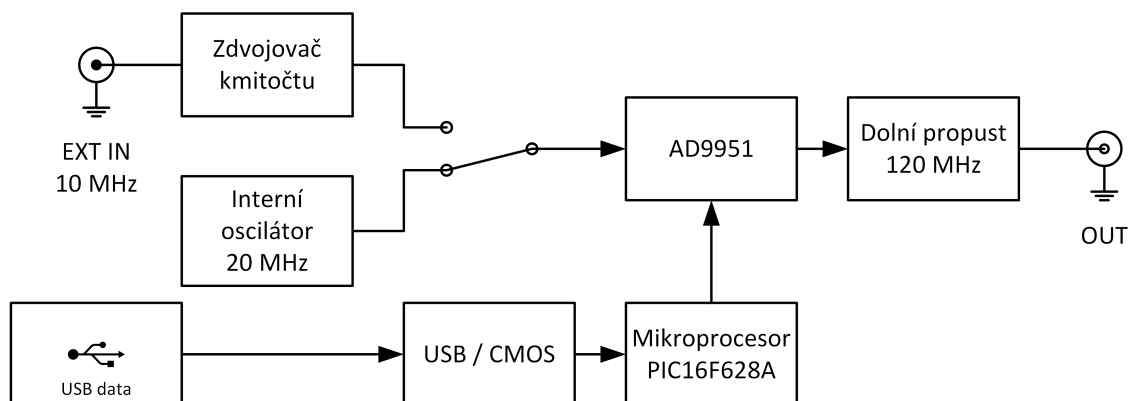 Zdvojovač
kmitočtu
EXT IN
10 MHz
Interní
oscilátor
20 MHz
AD9951
Dolní propust
120 MHz
OUT
USB data
USB / CMOS
Mikroprocesor
PIC16F628A